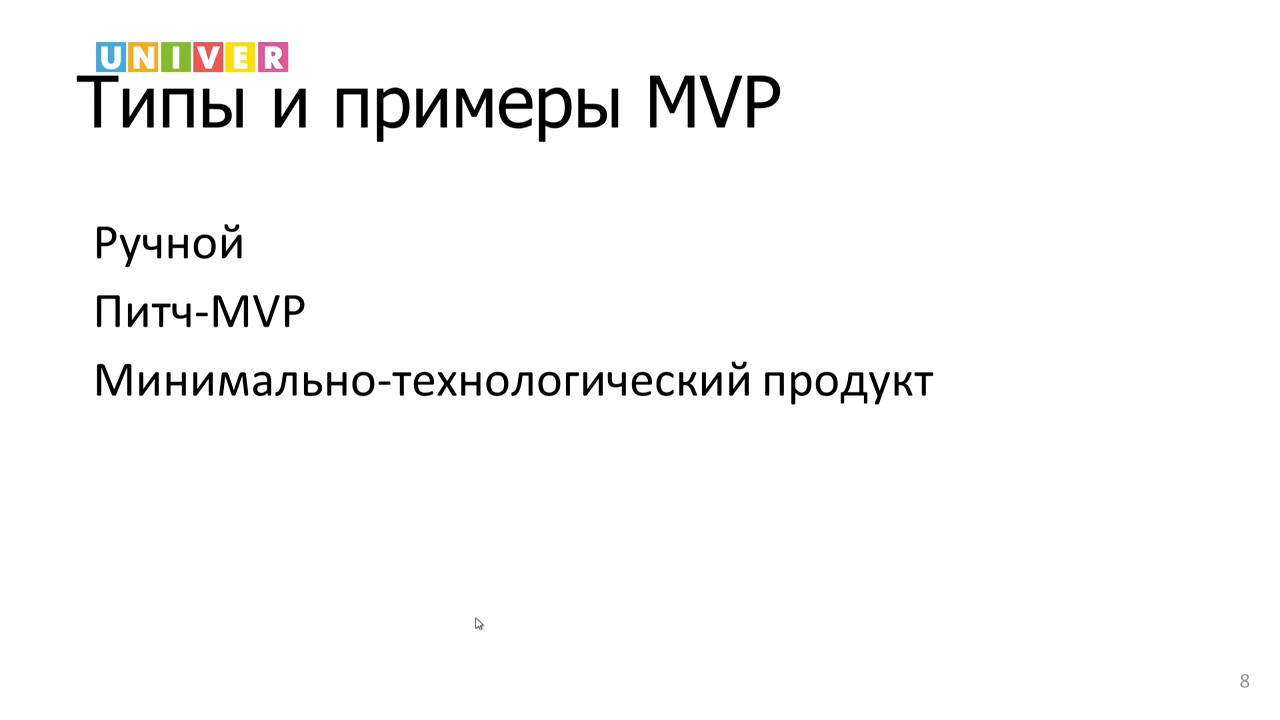 UNIVER
Типы и примеры MVP
Ручной
Питч-MVP
Минимально-технологический продукт
8